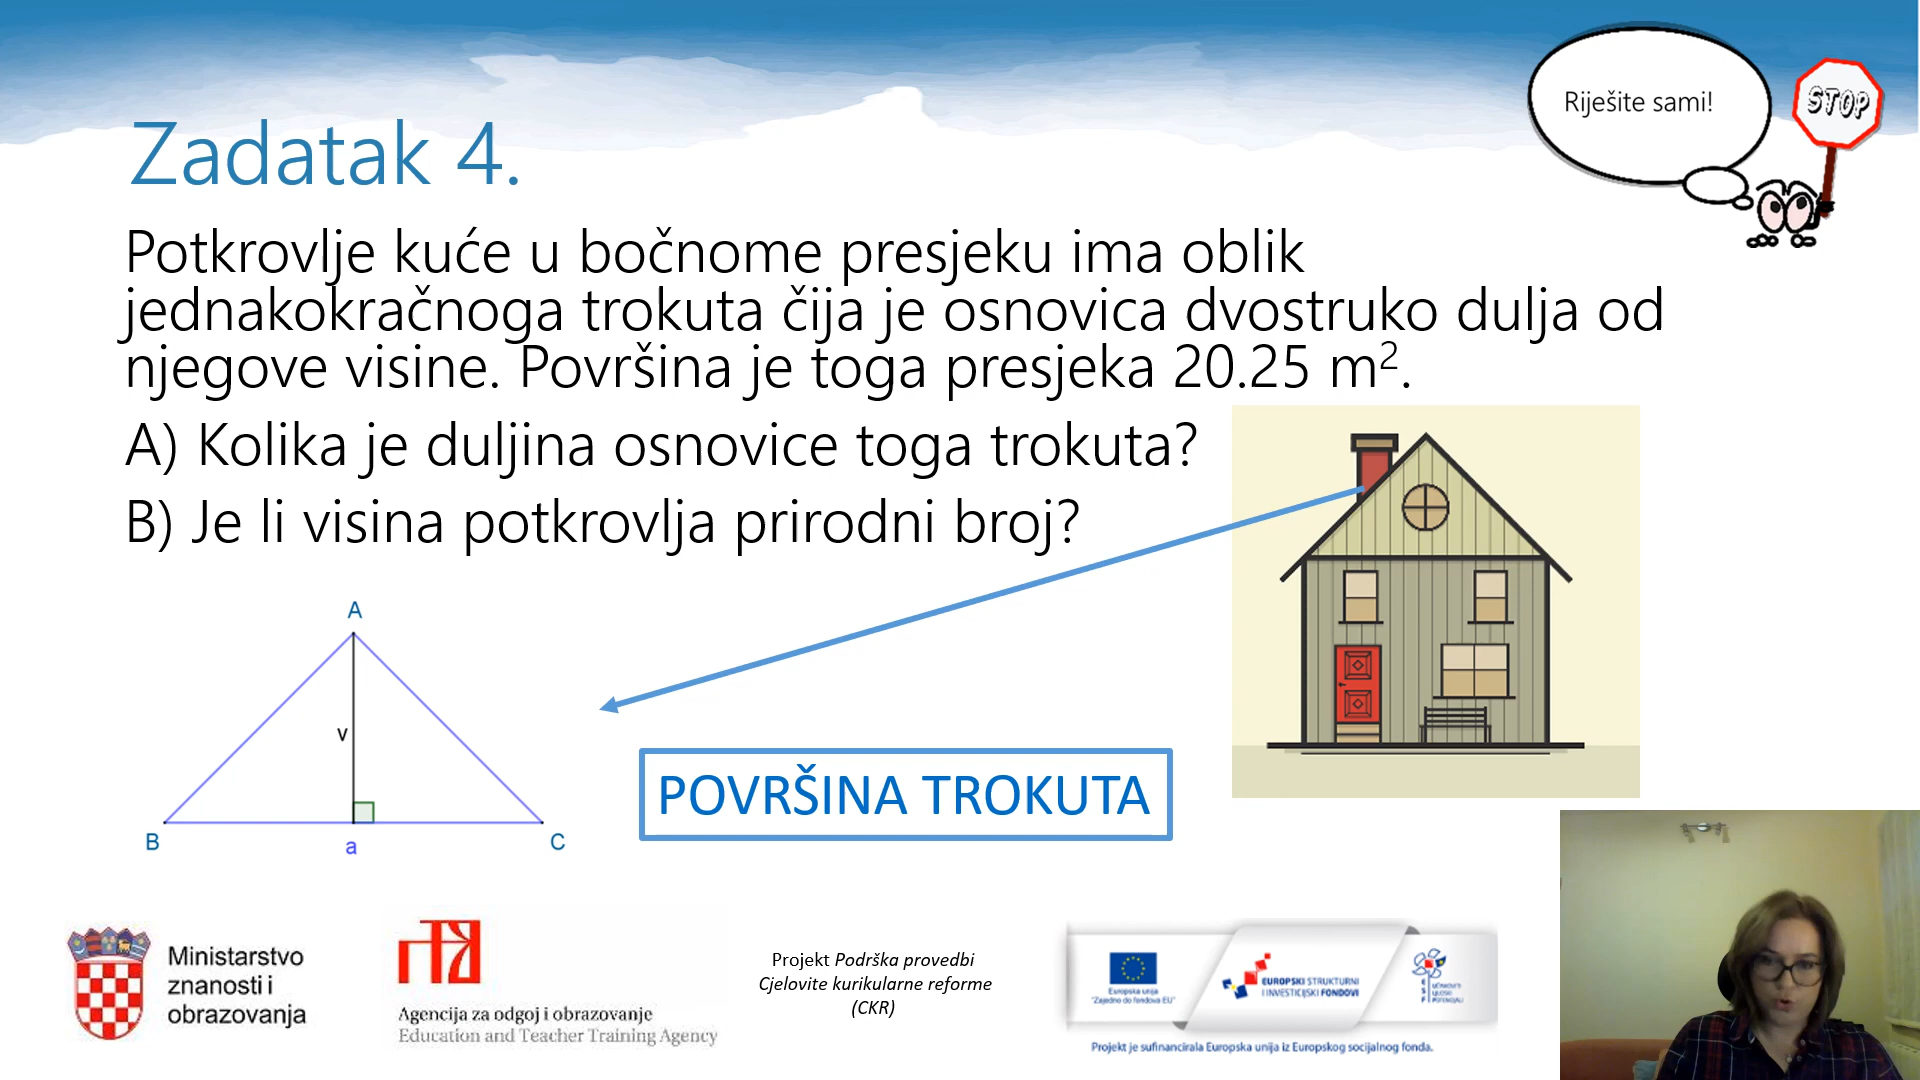 Riješite sami!
STOP
Zadatak 4.
Potkrovlje kuće u bočnome presjeku ima oblik
jednakokračnoga trokuta čija je osnovica dvostruko dulja od
njegove visine. Površina je toga presjeka 20.25 m².
A) Kolika je duljina osnovice toga trokuta?
B) Je li visina potkrovlja prirodni broj?
A
v
B
a
C
POVRŠINA TROKUTA
Ministarstvo
znanosti i
obrazovanja
Agencija za odgoj i obrazovanje
Education and Teacher Training Agency
Projekt Podrška provedbi
Cjelovite kurikularne reforme
(CKR)
Europska unija
"Zajedno do fondova EU"
EUROPSKI STRUKTURNI
I INVESTICIJSKI FONDOVI
Projekt je sufinancirala Europska unija iz Europskog socijalnog fonda.